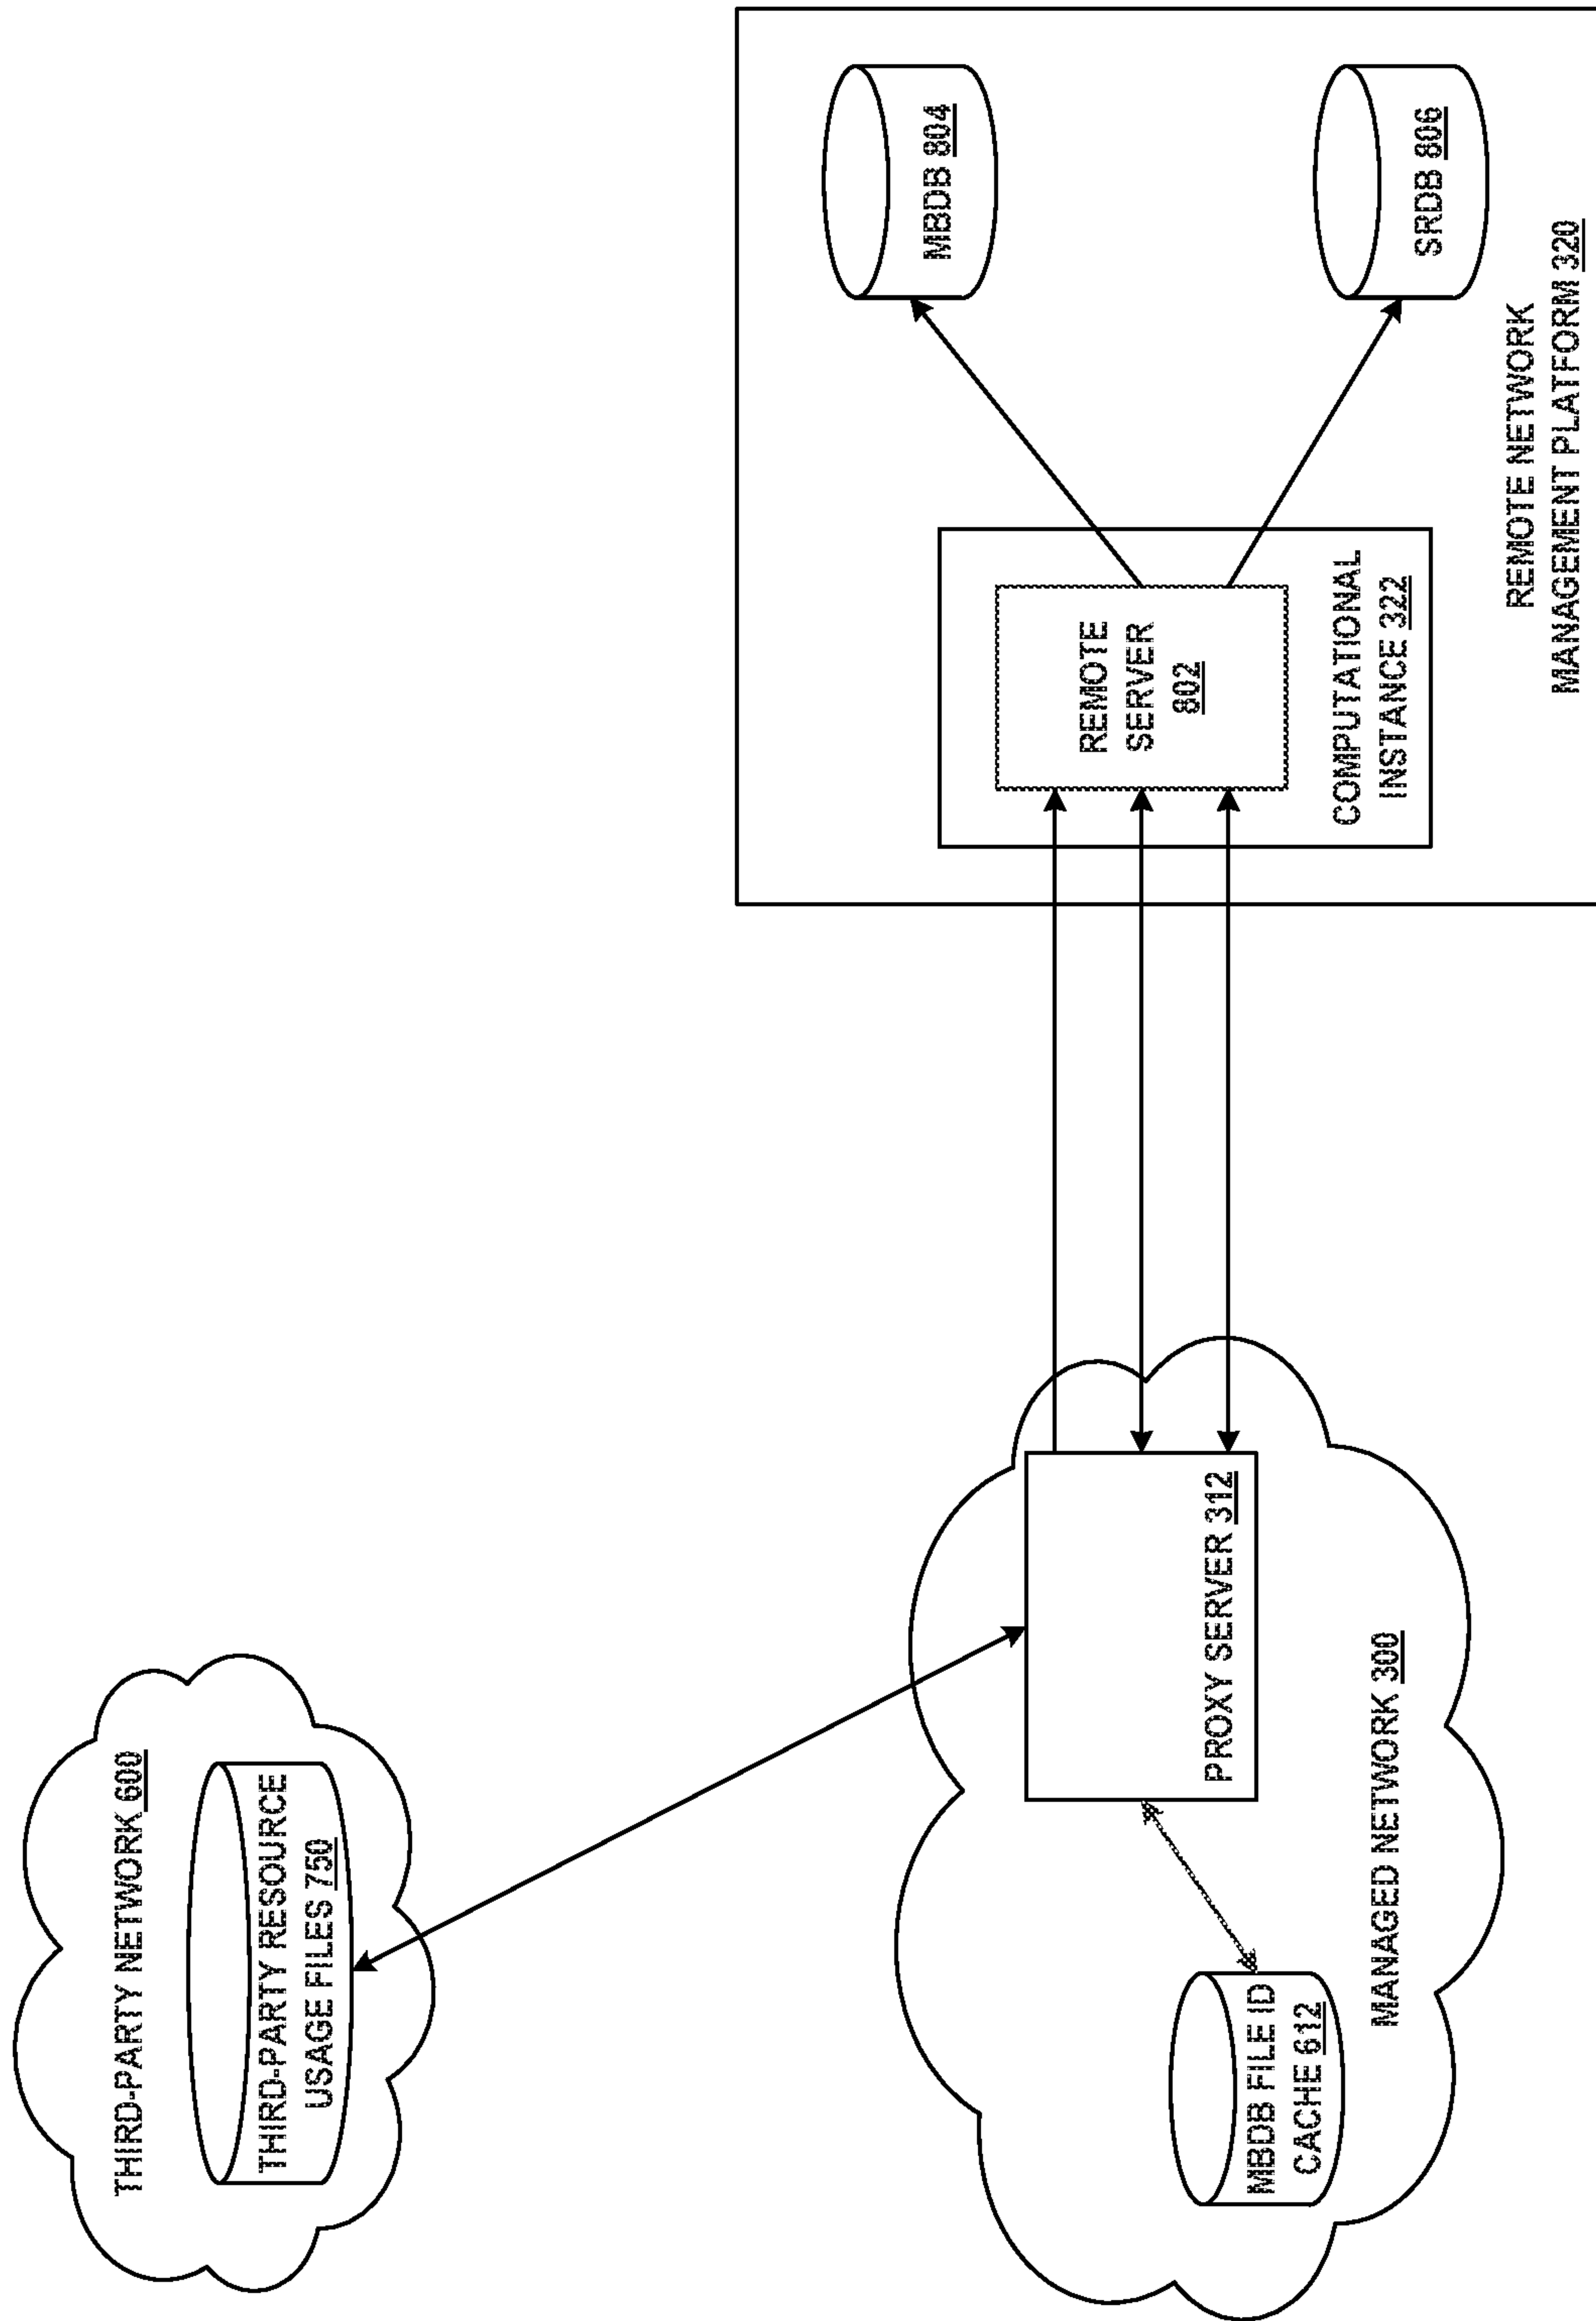 THIRD-PARTY NETWORK 600
THIRD-PARTY RESOURCE
USAGE FILES 750
MBDB FILE ID
CACHE 612
PROXY SERVER 312
MANAGED NETWORK 300
REMOTE
SERVER
802
COMPUTATIONAL
INSTANCE 322
MBDB 804
SRDB 806
REMOTE NETWORK
MANAGEMENT PLATFORM 320